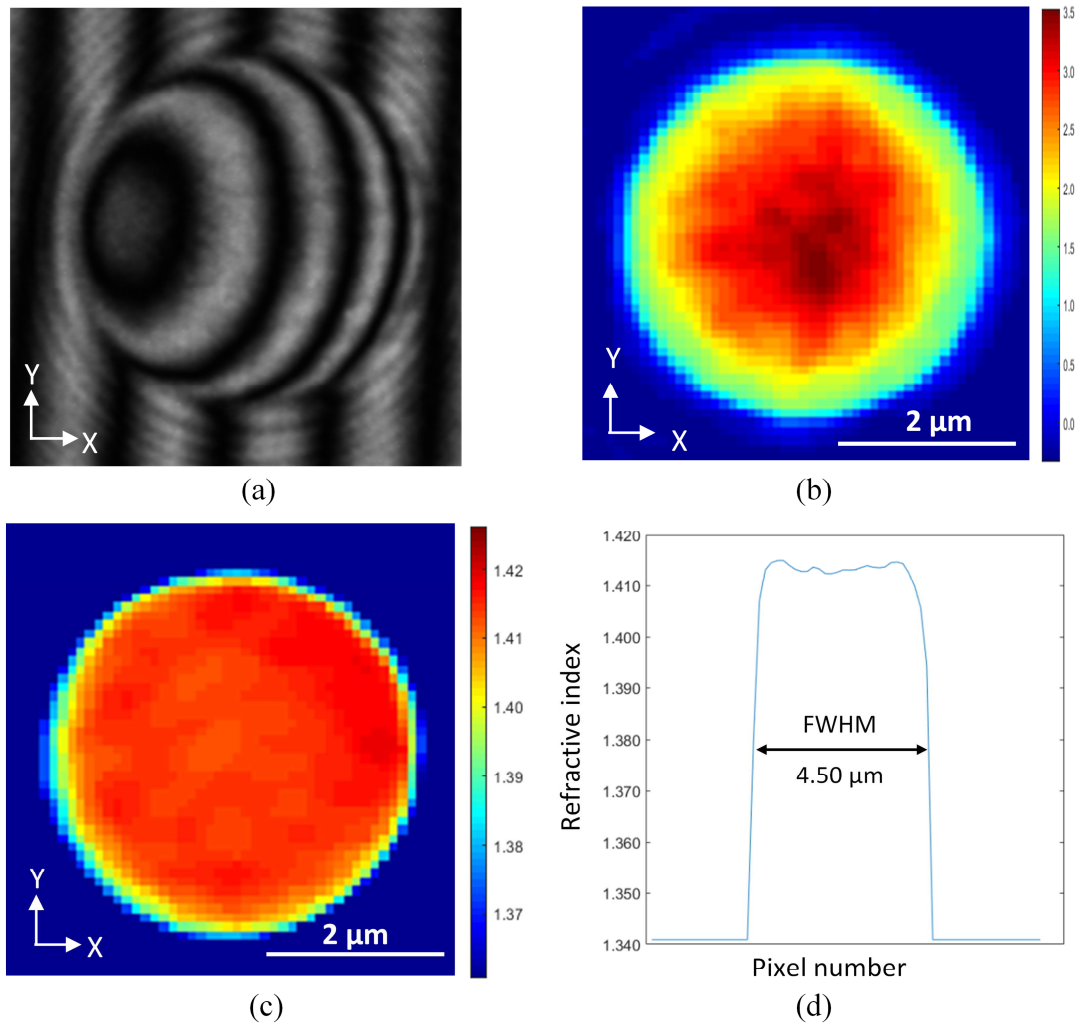 Y
X
(a)
3.5
3.0
2.5
2.0
1.5
1.0
0.5
0.0
Y
X
2 μm
(b)
1.42
1.41
1.40
1.39
1.38
1.37
Y
X
2 μm
(c)
1.420
1.410
1.400
1.390
1.380
1.370
1.360
1.350
1.340
Refractive index
FWHM
4.50 μm
Pixel number
(d)